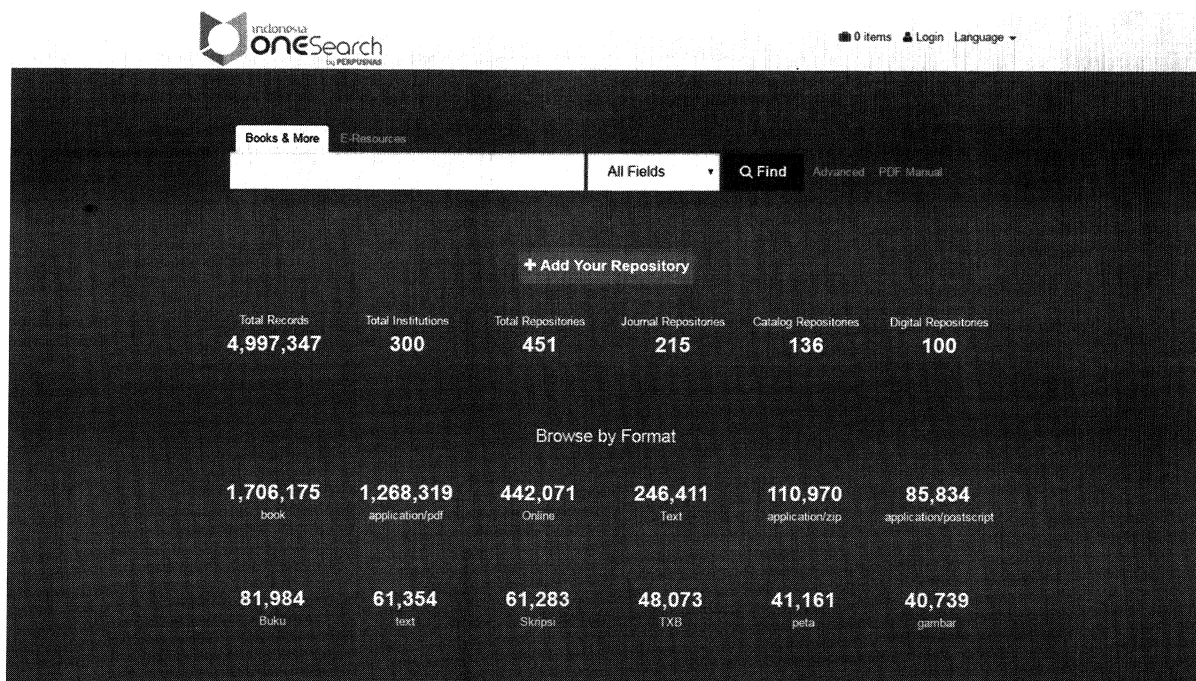 indonesia
oneSearch
by PERPUSNAS
0 items Login Language
Books & More E-Resources
All Fields Find Advanced PDF Manual
+ Add Your Repository
Total Records Total Institutions Total Repositories Journal Repositories Catalog Repositories Digital Repositories
4,997,347 300 451 215 136 100
Browse by Format
1,706,175 1,268,319 442,071 246,411 110,970 85,834
book application/pdf Online Text application/zip application/postscript
81,984 61,354 61,283 48,073 41,161 40,739
Buku text Skripsi TXB peta gambar